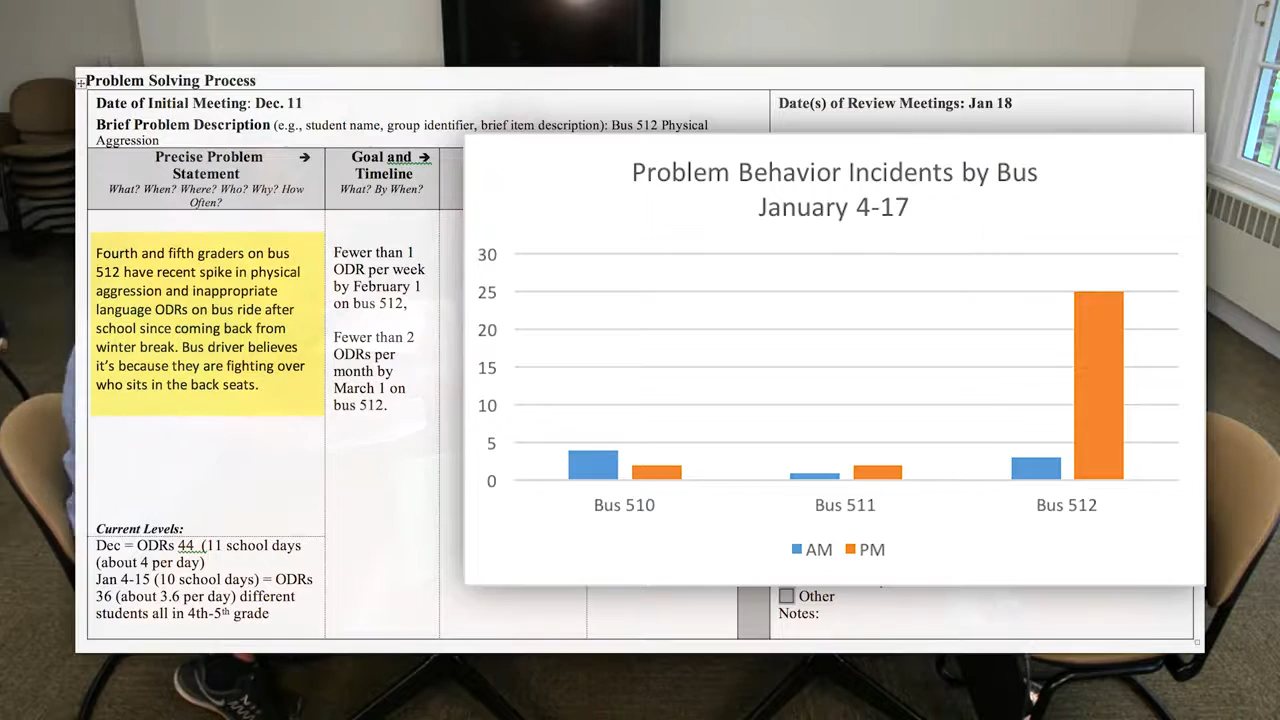 Problem Solving Process
Date of Initial Meeting: Dec. 11
Date(s) of Review Meetings: Jan 18
Brief Problem Description (e.g., student name, group identifier, brief item description): Bus 512 Physical
Aggression
Precise Problem →
Statement
What? When? Where? Who? Why? How
Often?
Goal and →
Timeline
What? By When?
Fourth and fifth graders on bus
512 have recent spike in physical
aggression and inappropriate
language ODRs on bus ride after
school since coming back from
winter break. Bus driver believes
it's because they are fighting over
who sits in the back seats.
Fewer than 1
ODR per week
by February 1
on bus 512,
Fewer than 2
ODRs per
month by
March 1 on
bus 512.
Current Levels:
Dec = ODRs 44 (11 school days
(about 4 per day)
Jan 4-15 (10 school days) = ODRs
36 (about 3.6 per day) different
students all in 4th-5th grade
Problem Behavior Incidents by Bus
January 4-17
30
25
20
15
10
5
0
Bus 510
Bus 511
Bus 512
AM
PM
Other
Notes: